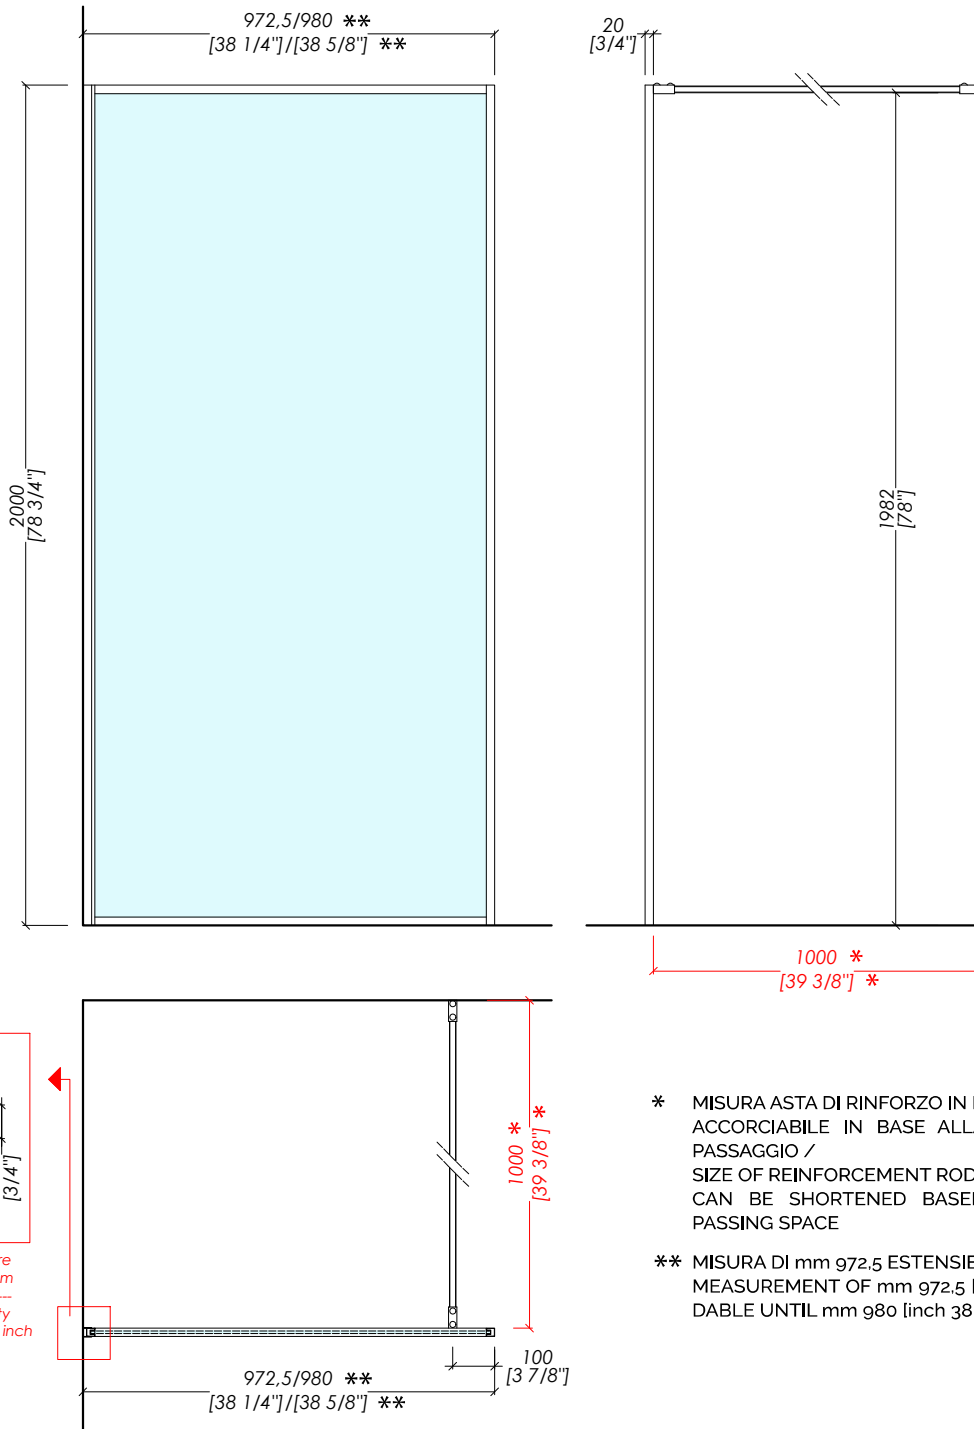 972,5/980 **
[38 1/4"]/[38 5/8"] **
20
[3/4"]
2000
[78 3/4"]
1982
[78"]
1000 *
[39 3/8"] *
1000 *
[39 3/8"] *
[3/4"]
inch
100
[3 7/8"]
972,5/980 **
[38 1/4"]/[38 5/8"] **
* MISURA ASTA DI RINFORZO IN
ACCORCIABILE IN BASE
PASSAGGIO /
SIZE OF REINFORCEMENT ROD
CAN BE SHORTENED
PASSING SPACE
** MISURA DI mm 972,5
MEASUREMENT OF mm 972,5
DABLE UNTIL mm 980 [inch 38